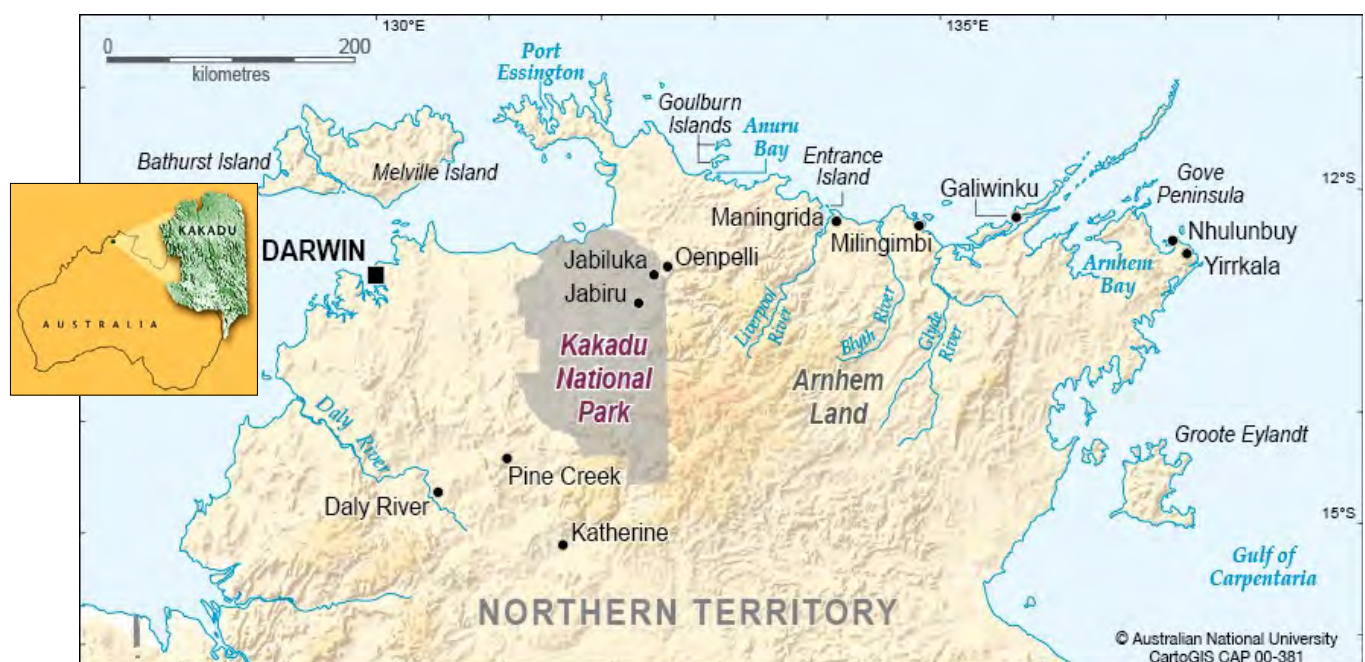 130°E
135°E
0
200
kilometres
Port
Essington
Goulburn
Islands
Anuru
Bay
Bathurst Island
Melville Island
Entrance
Island
Galiwinku
Gove
Peninsula
12°S
KAKADU
AUSTRALIA
DARWIN
Maningrida
Milingimbi
Nhulunbuy
Yirrkala
Arnhem
Bay
Jabiluka
Oenpelli
Jabiru
Liverpool
River
Blyth River
Glyde
River
Kakadu
National
Park
Arnhem
Land
Daly River
Groote Eylandt
Pine Creek
Daly River
Katherine
15°S
Gulf of
Carpentaria
NORTHERN TERRITORY
© Australian National University
CartoGIS CAP 00-381